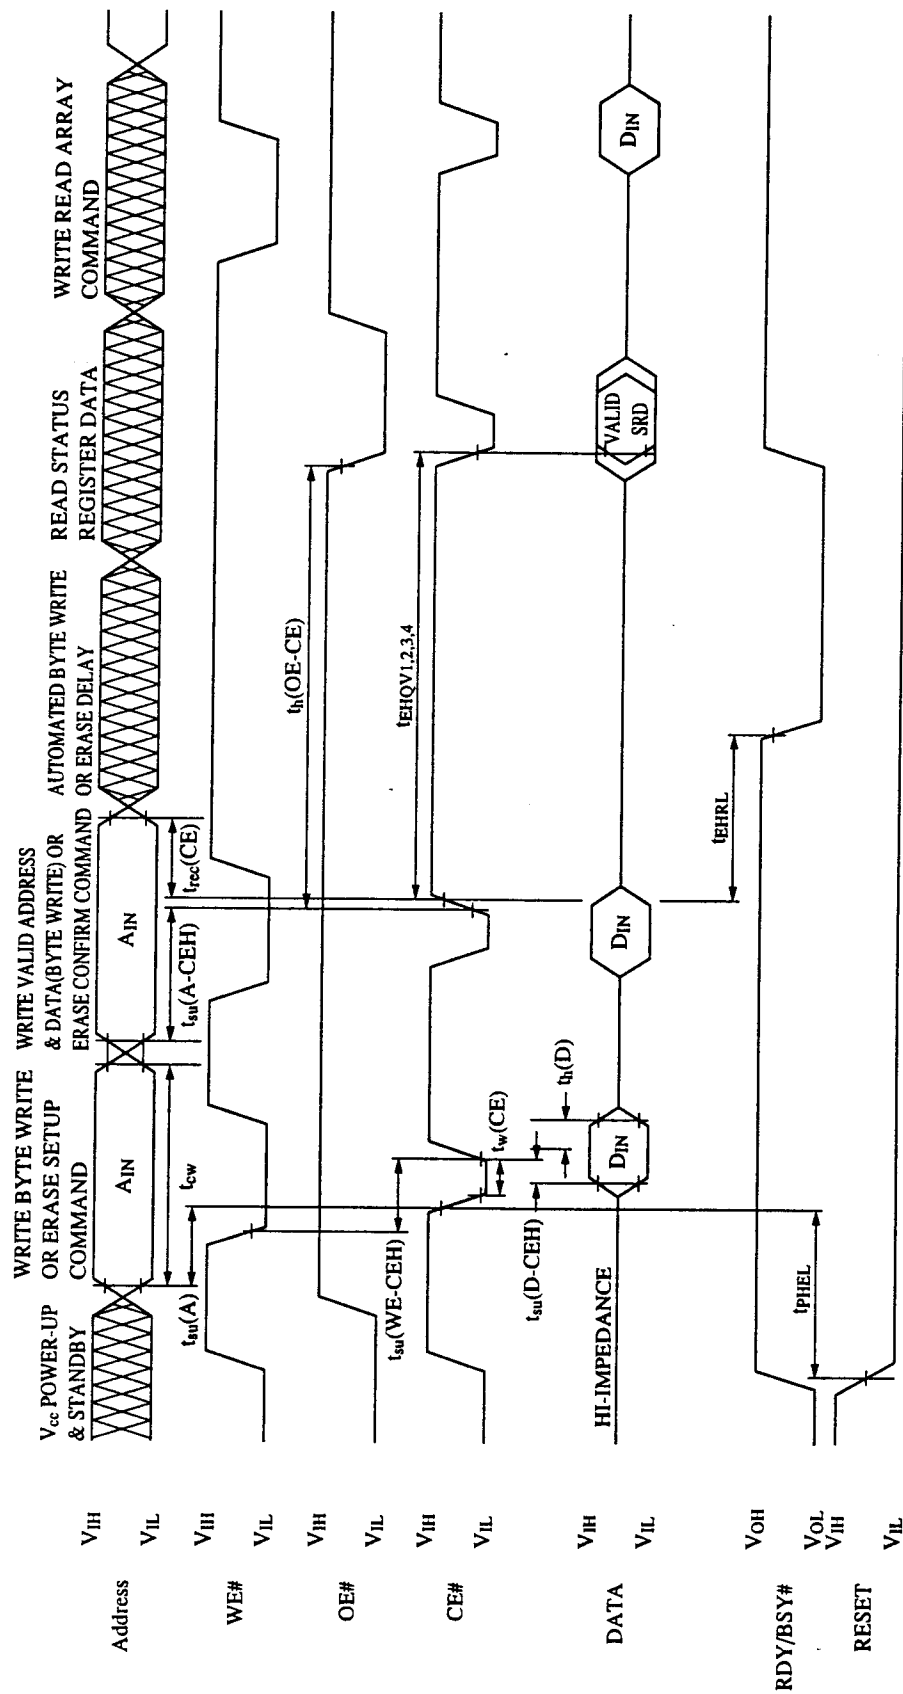 Vcc POWER-UP
& STANDBY
WRITE BYTE WRITE
OR ERASE SETUP
COMMAND
WRITE VALID ADDRESS
& DATA(BYTE WRITE) OR
ERASE CONFIRM COMMAND
AUTOMATED BYTE WRITE
OR ERASE DELAY
READ STATUS
REGISTER DATA
WRITE READ ARRAY
COMMAND
Address
VIH
VIL
AIN
AIN
tsu(A)
tcw
tsu(A-CEH)
trec(CE)
WE#
VIH
VIL
OE#
VIH
VIL
tsu(WE-CEH)
th(OE-CE)
CE#
VIH
VIL
tw(CE)
tEHQV1,2,3,4
tsu(D-CEH)
th(D)
DATA
VIH
VIL
HI-IMPEDANCE
DIN
DIN
VALID
SRD
DIN
tEHRL
RDY/BSY#
VOH
VOL
tPHEL
RESET
VIH
VIL